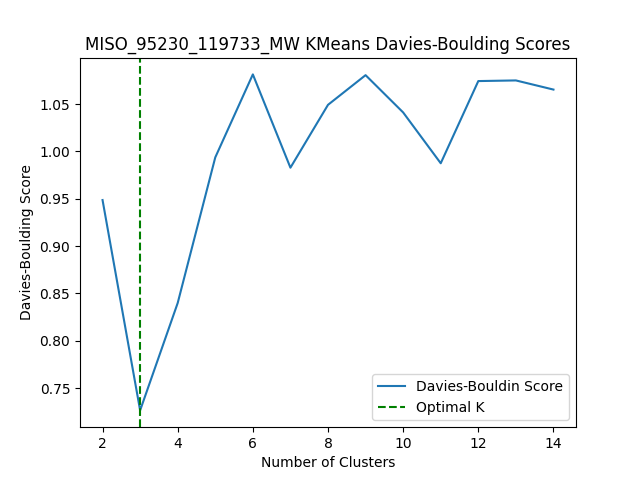 MISO_95230_119733_MW KMeans Davies-Boulding Scores
Davies-Boulding Score
1.05
1.00
0.95
0.90
0.85
0.80
0.75
Davies-Bouldin Score
Optimal K
2 4 6 8 10 12 14
Number of Clusters